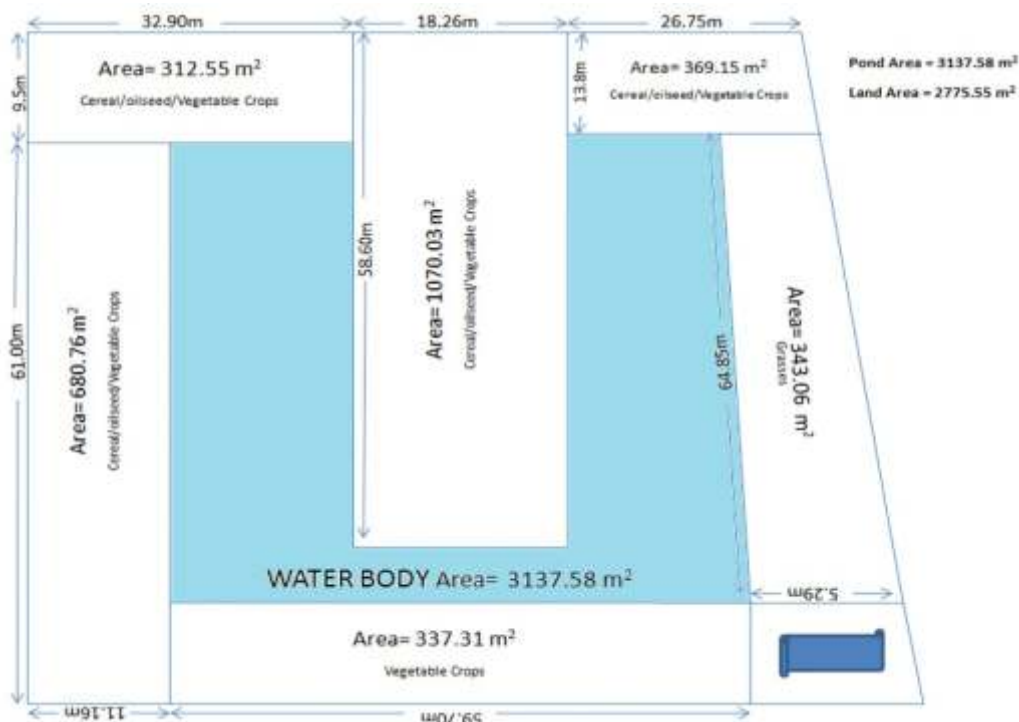 32.90m
18.26m
26.75m
9.5m
Area= 312.55 m²
Cereal/oilseed/Vegetable Crops
13.8m
Area= 369.15 m²
Cereal/oilseed/Vegetable Crops
Pond Area = 3137.58 m²
Land Area = 2775.55 m²
61.00m
Area= 680.76 m²
Cereal/oilseed/Vegetable Crops
58.60m
Area= 1070.03 m²
Cereal/oilseed/Vegetable Crops
64.85m
Area= 343.06 m²
Grasses
WATER BODY Area= 3137.58 m²
5.29m
Area= 337.31 m²
Vegetable Crops
11.16m
59.70m